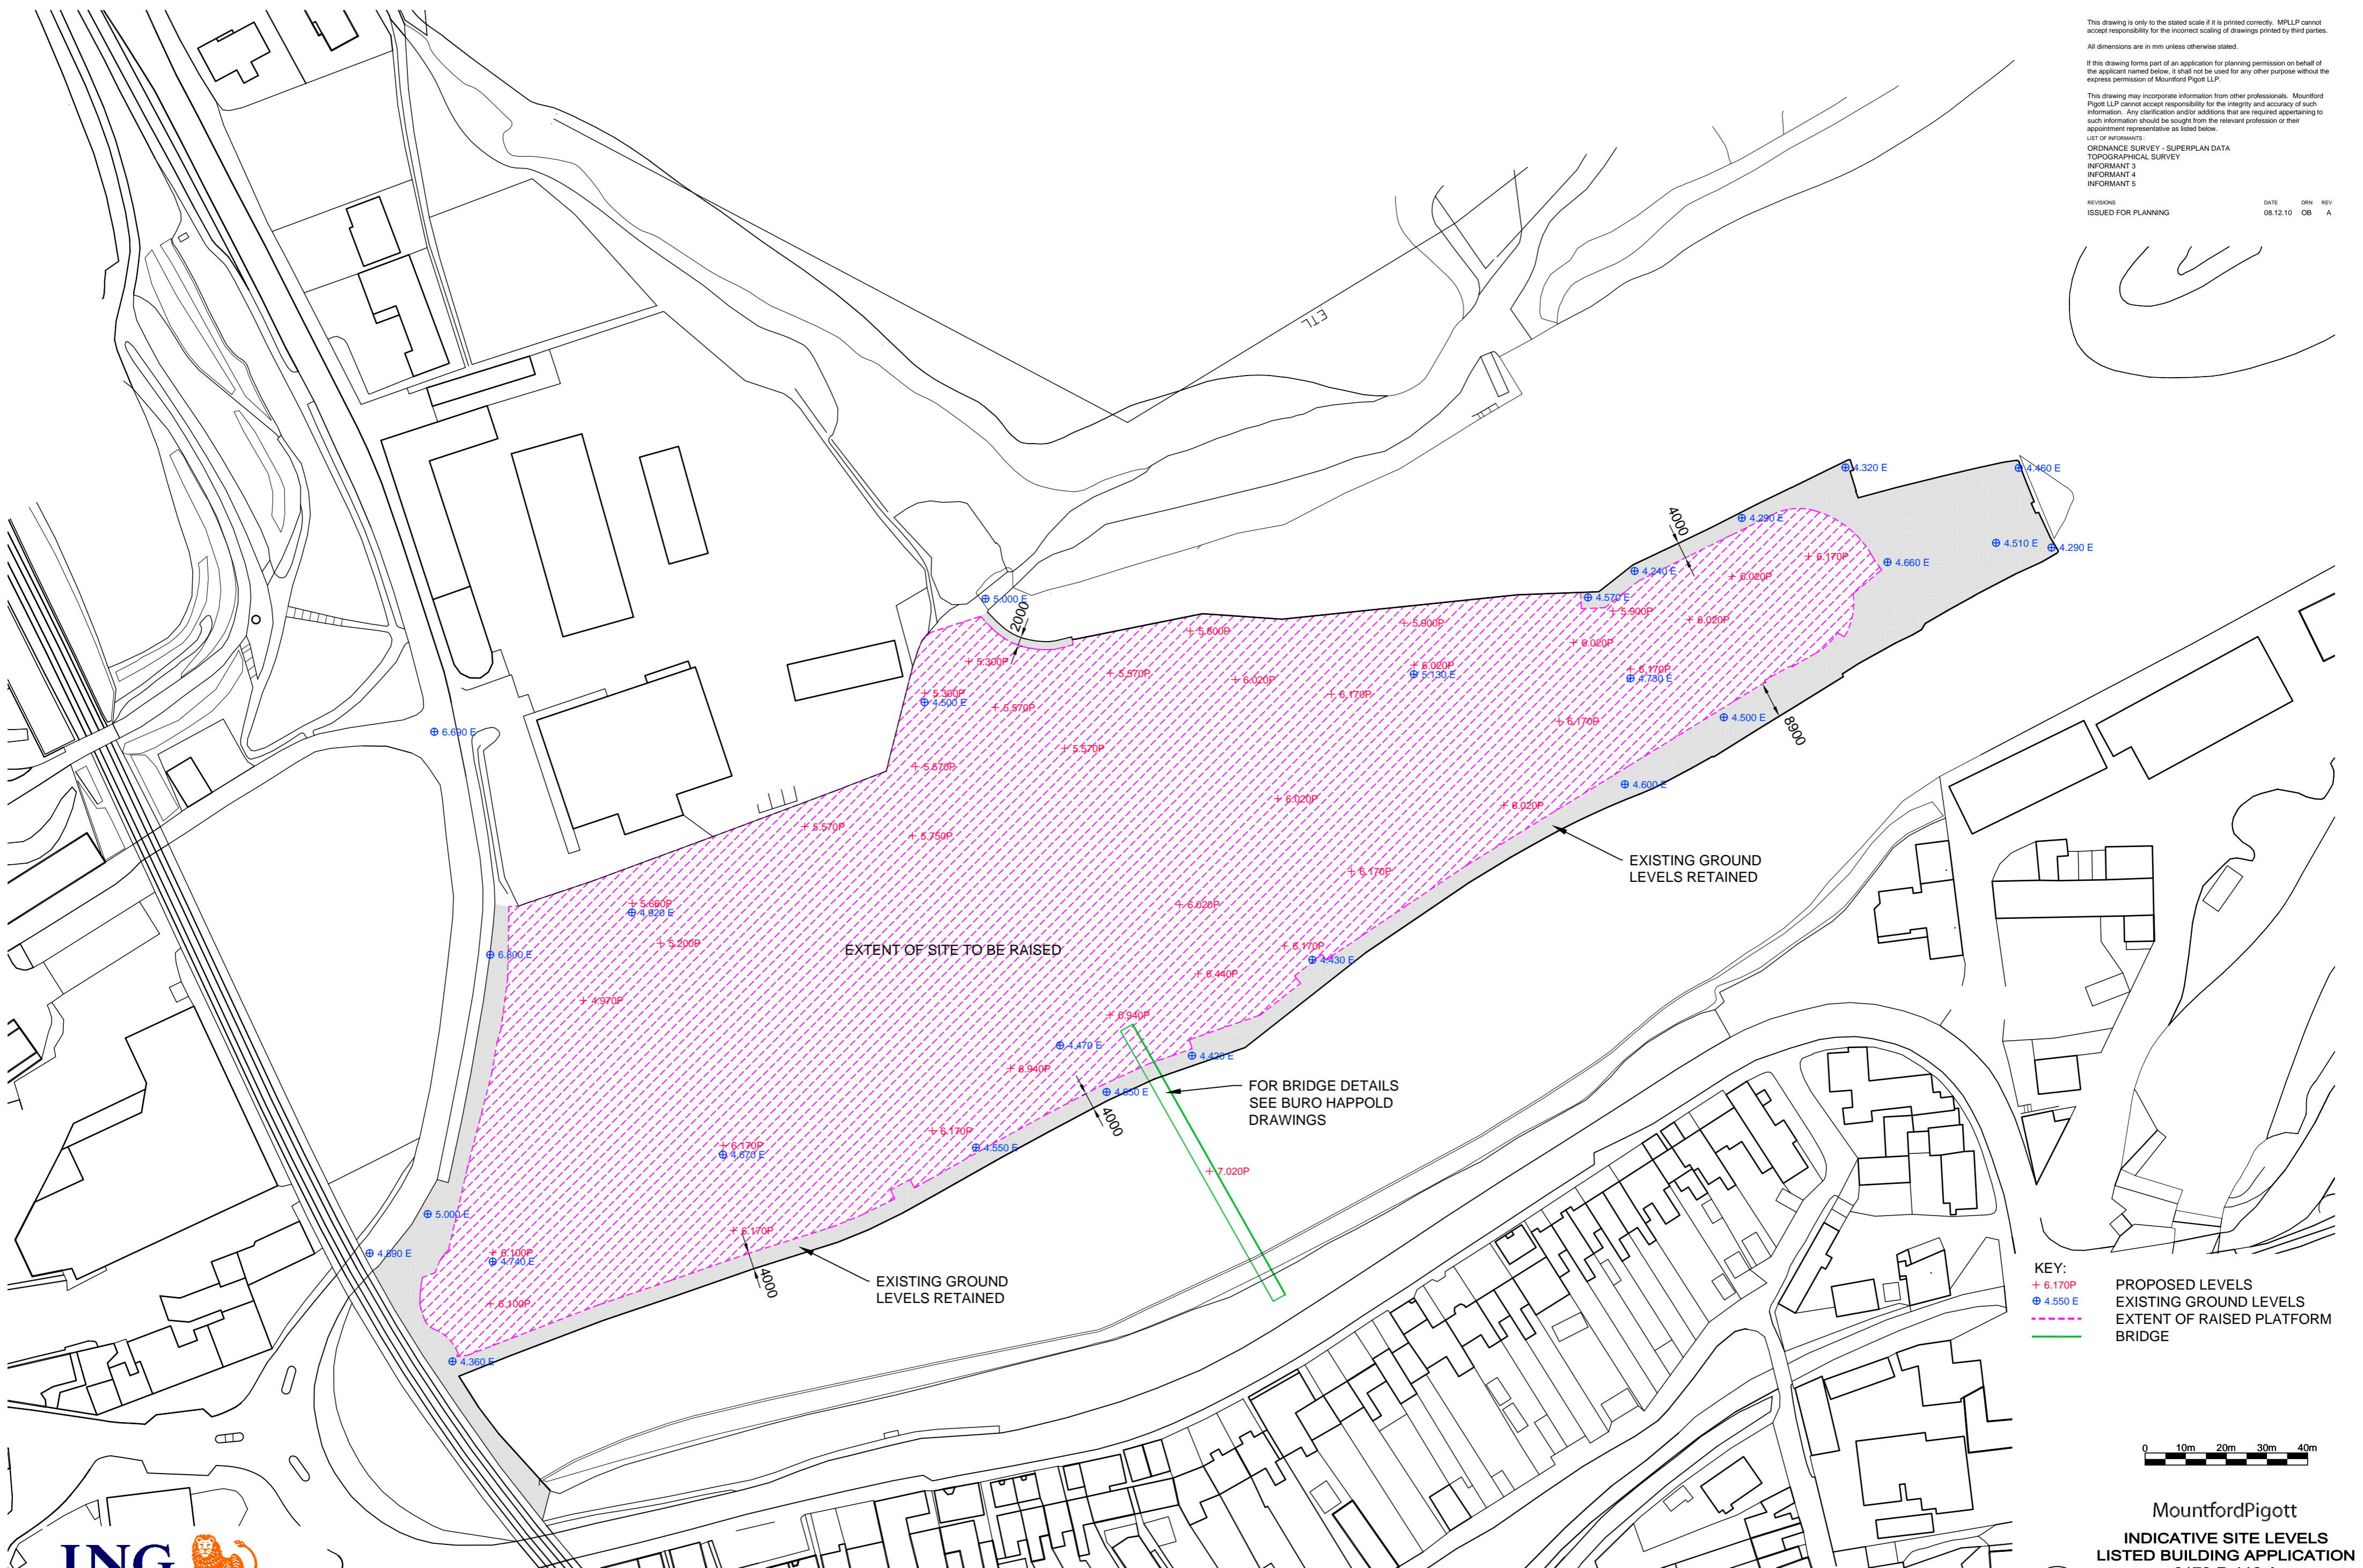 This drawing is only to the stated scale if it is printed correctly. MPLLP cannot
accept responsibility for the incorrect scaling of drawings printed by third parties.
All dimensions are in mm unless otherwise stated.
If this drawing forms part of an application for planning permission on behalf of
the applicant named below, it shall not be used for any other purpose without the
express permission of Mountford Pigott LLP.
This drawing may incorporate information from other professionals. Mountford
Pigott LLP cannot accept responsibility for the integrity and accuracy of such
information. Any clarification and/or additions that are required appertaining to
such information should be sought from the relevant profession or their
appointment representative as listed below.
LIST OF INFORMANTS :
ORDNANCE SURVEY - SUPERPLAN DATA
TOPOGRAPHICAL SURVEY
INFORMANT 3
INFORMANT 4
INFORMANT 5
REVISIONS DATE DRN REV
ISSUED FOR PLANNING 08.12.10 OB A
ETL
4.320 E
4.460 E
4000
4.290 E
4.510 E
4.290 E
6.170P
4.660 E
4.240 E
6.020P
5.000 E
4.570 E
2000
5.900P
5.800P
5.900P
6.020P
6.020P
5.300P
6.020P
5.130 E
6.170P
4.730 E
5.570P
6.020P
5.300P
4.500 E
6.170P
5.570P
4.500 E
6.170P
8900
6.690 E
5.570P
5.570P
4.600 E
6.020P
6.020P
5.570P
5.750P
EXISTING GROUND
LEVELS RETAINED
6.170P
5.660P
4.920 E
6.020P
5.200P
EXTENT OF SITE TO BE RAISED
6.170P
4.430 E
6.800 E
6.440P
4.970P
6.940P
4.470 E
4.420 E
6.940P
4.650 E
FOR BRIDGE DETAILS
SEE BURO HAPPOLD
DRAWINGS
4000
6.170P
4.550 E
6.170P
4.670 E
7.020P
5.000 E
6.170P
4.890 E
6.100P
4.740 E
4000
EXISTING GROUND
LEVELS RETAINED
6.100P
4.360 E
KEY:
6.170P PROPOSED LEVELS
4.550 E EXISTING GROUND LEVELS
EXTENT OF RAISED PLATFORM
BRIDGE
0 10m 20m 30m 40m
MountfordPigott
INDICATIVE SITE LEVELS
LISTED BUILDING APPLICATION
ING